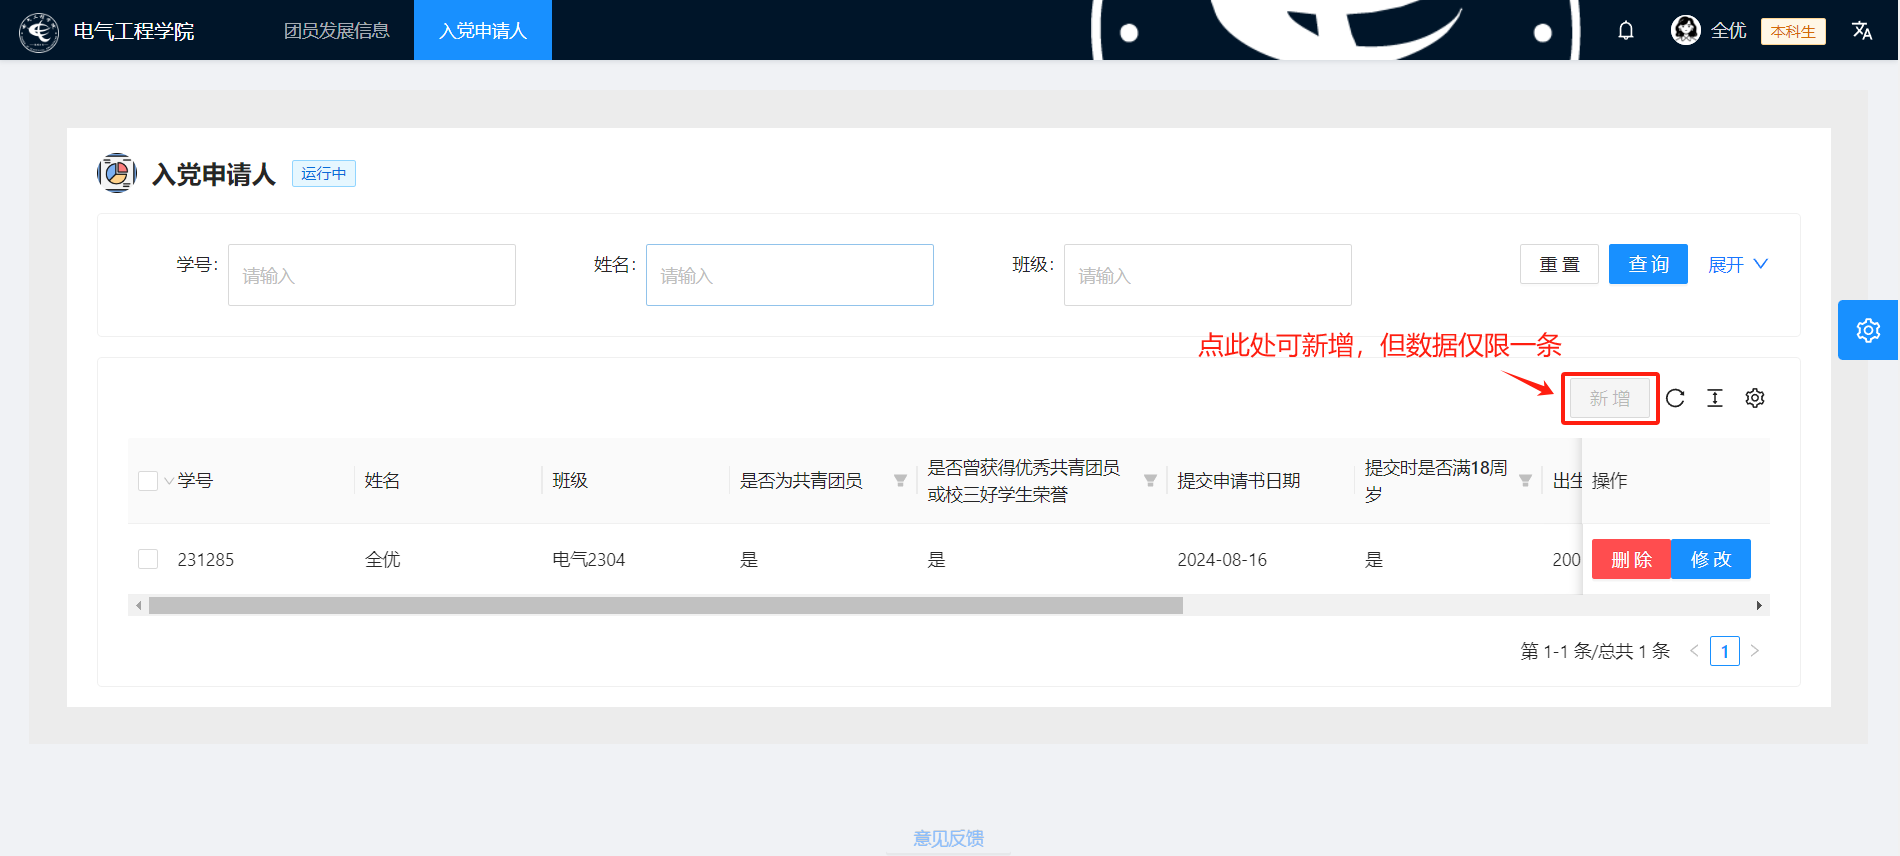 电气工程学院
团员发展信息
入党申请人
全优
本科生
入党申请人
运行中
学号:
请输入
姓名:
请输入
班级:
请输入
重 置
查 询
展开
点此处可新增，但数据仅限一条
新 增
学号
姓名
班级
是否为共青团员
是否曾获得优秀共青团员
或校三好学生荣誉
提交申请书日期
提交时是否满18周
岁
出生
操作
231285
全优
电气2304
是
是
2024-08-16
是
200
删 除
修 改
第 1-1 条/总共 1 条
1
意见反馈